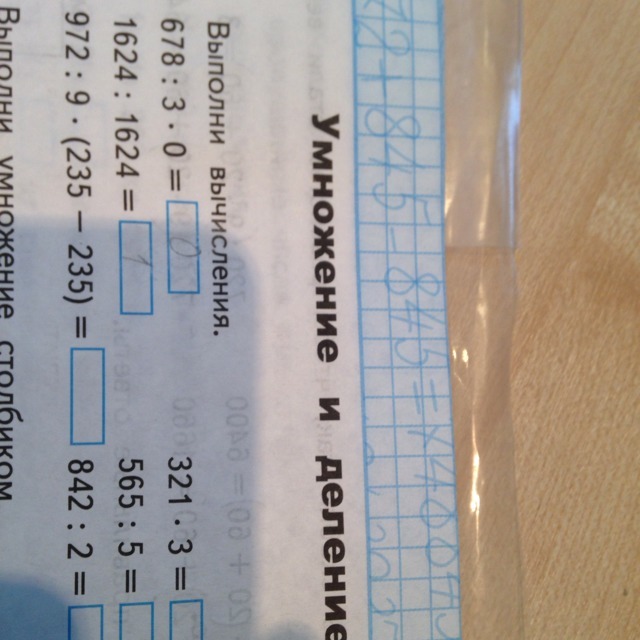 Умножение и деление
Выполни вычисления.
678 : 3 · 0 = 0 321 · 3 =
1624 : 1624 = 1 565 : 5 =
972 : 9 · (235 – 235) = 842 : 2 =
Выполни умножение столбиком